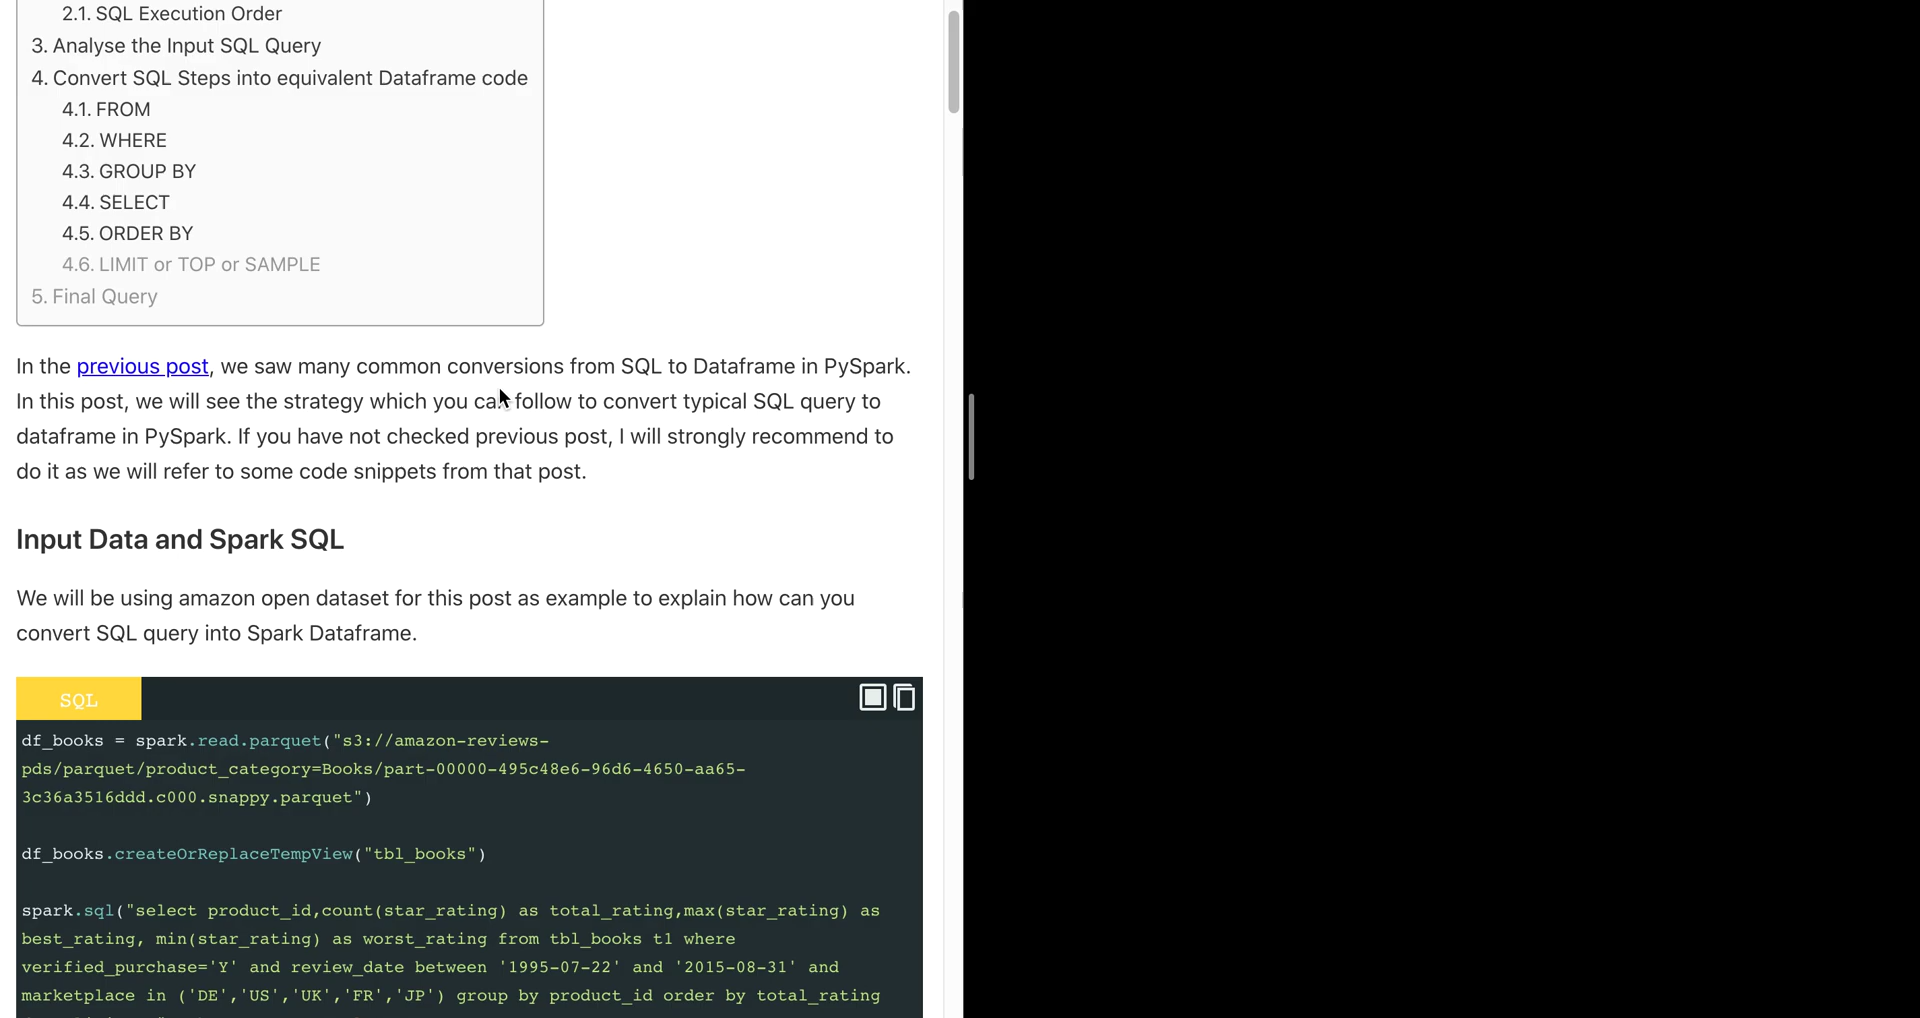 2.1. SQL Execution Order
3. Analyse the Input SQL Query
4. Convert SQL Steps into equivalent Dataframe code
4.1. FROM
4.2. WHERE
4.3. GROUP BY
4.4. SELECT
4.5. ORDER BY
4.6. LIMIT or TOP or SAMPLE
5. Final Query
In the previous post, we saw many common conversions from SQL to Dataframe in PySpark.
In this post, we will see the strategy which you can follow to convert typical SQL query to
dataframe in PySpark. If you have not checked previous post, I will strongly recommend to
do it as we will refer to some code snippets from that post.
Input Data and Spark SQL
We will be using amazon open dataset for this post as example to explain how can you
convert SQL query into Spark Dataframe.
SQL
df_books = spark.read.parquet("s3://amazon-reviews-
pds/parquet/product_category=Books/part-00000-495c48e6-96d6-4650-aa65-
3c36a3516ddd.c000.snappy.parquet")
df_books.createOrReplaceTempView("tbl_books")
spark.sql("select product_id,count(star_rating) as total_rating,max(star_rating) as
best_rating, min(star_rating) as worst_rating from tbl_books t1 where
verified_purchase='Y' and review_date between '1995-07-22' and '2015-08-31' and
marketplace in ('DE','US','UK','FR','JP') group by product_id order by total_rating